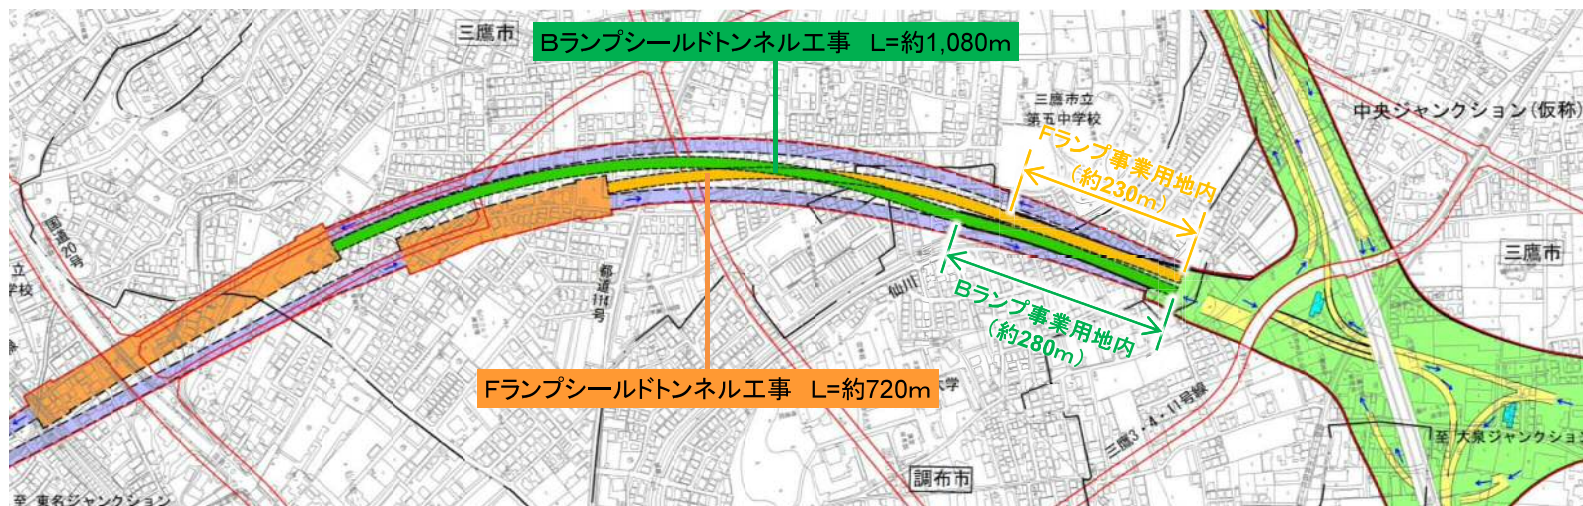 三鷹市
Bランプシールドトンネル工事　L=約1,080m
三鷹市立
第五中学校
中央ジャンクション(仮称)
Fランプ事業用地内
(約230m)
三鷹市
国道20号
立
学校
都道114号
仙川
Bランプ事業用地内
(約280m)
Fランプシールドトンネル工事　L=約720m
大学
三鷹3・4・11号線
至 大泉ジャンクション
調布市
至 東名ジャンクション